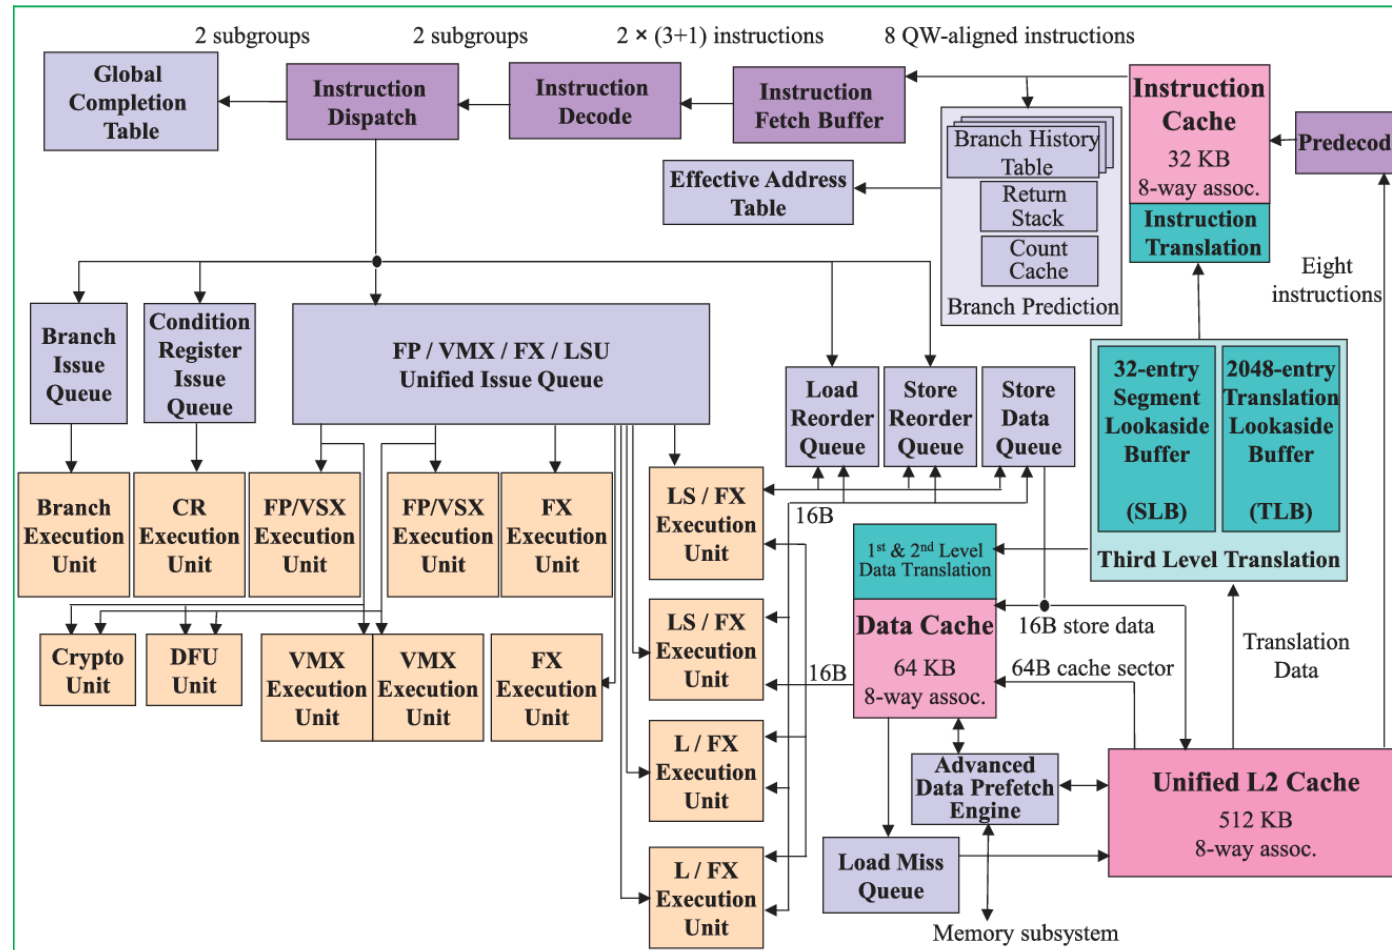 2 subgroups
2 subgroups
2 × (3+1) instructions
8 QW-aligned instructions
Global
Completion
Table
Instruction
Dispatch
Instruction
Decode
Instruction
Fetch Buffer
Instruction
Cache
32 KB
8-way assoc.
Instruction
Translation
Predecod
Branch History
Table
Return
Stack
Count
Cache
Branch Prediction
Effective Address
Table
Eight
instructions
Branch
Issue
Queue
Condition
Register
Issue
Queue
FP / VMX / FX / LSU
Unified Issue Queue
Load
Reorder
Queue
Store
Reorder
Queue
Store
Data
Queue
32-entry
Segment
Lookaside
Buffer
(SLB)
2048-entry
Translation
Lookaside
Buffer
(TLB)
Third Level Translation
Branch
Execution
Unit
CR
Execution
Unit
FP/VSX
Execution
Unit
FP/VSX
Execution
Unit
FX
Execution
Unit
LS / FX
Execution
Unit
16B
1st & 2nd Level
Data Translation
Data Cache
64 KB
8-way assoc.
16B store data
64B cache sector
Translation
Data
Crypto
Unit
DFU
Unit
VMX
Execution
Unit
VMX
Execution
Unit
FX
Execution
Unit
LS / FX
Execution
Unit
16B
L / FX
Execution
Unit
Advanced
Data Prefetch
Engine
Unified L2 Cache
512 KB
8-way assoc.
L / FX
Execution
Unit
Load Miss
Queue
Memory subsystem